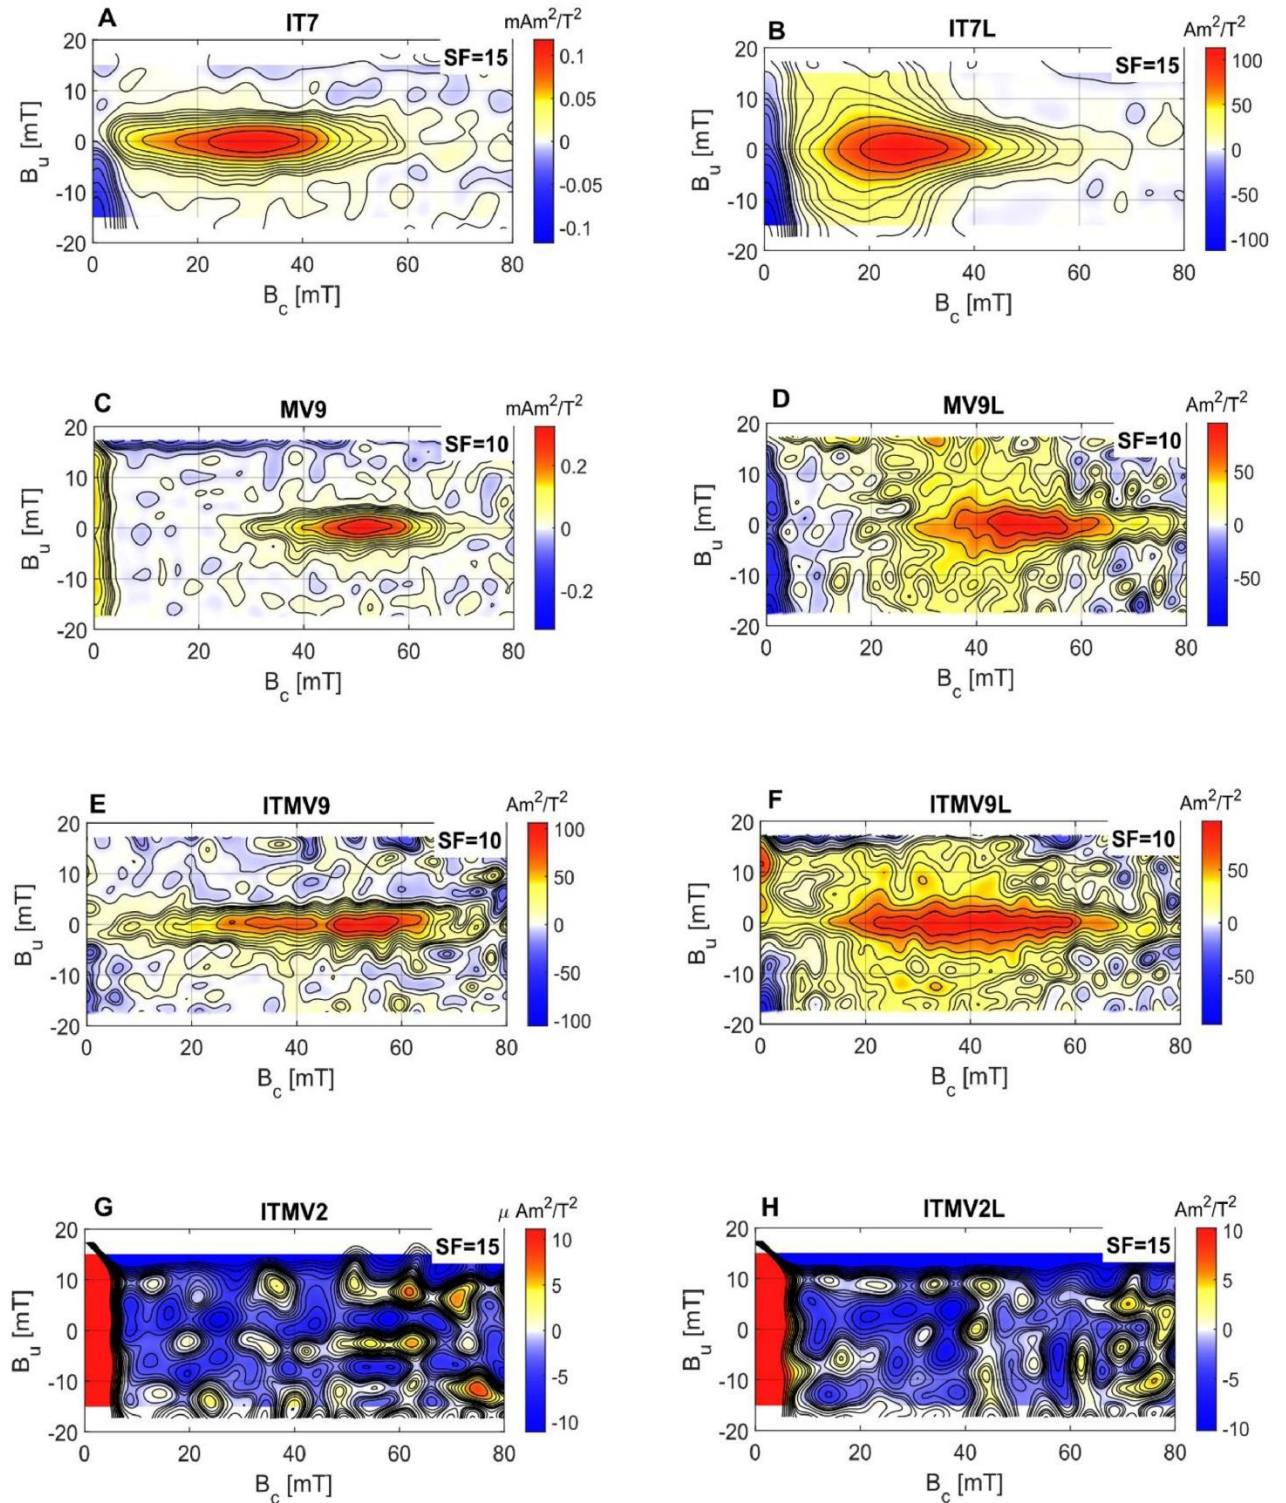 A IT7 mAm²/T²
SF=15
20
10
0
-10
-20
B_u [mT]
0 20 40 60 80
B_c [mT]
0.1
0.05
0
-0.05
-0.1
B IT7L Am²/T²
SF=15
20
10
0
-10
-20
B_u [mT]
0 20 40 60 80
B_c [mT]
100
50
0
-50
-100
C MV9 mAm²/T²
SF=10
20
10
0
-10
-20
B_u [mT]
0 20 40 60 80
B_c [mT]
0.2
0
-0.2
D MV9L Am²/T²
SF=10
20
10
0
-10
-20
B_u [mT]
0 20 40 60 80
B_c [mT]
50
0
-50
E ITMV9 Am²/T²
SF=10
20
10
0
-10
-20
B_u [mT]
0 20 40 60 80
B_c [mT]
100
50
0
-50
-100
F ITMV9L Am²/T²
SF=10
20
10
0
-10
-20
B_u [mT]
0 20 40 60 80
B_c [mT]
50
0
-50
G ITMV2 μ Am²/T²
SF=15
20
10
0
-10
-20
B_u [mT]
0 20 40 60 80
B_c [mT]
10
5
0
-5
-10
H ITMV2L Am²/T²
SF=15
20
10
0
-10
-20
B_u [mT]
0 20 40 60 80
B_c [mT]
10
5
0
-5
-10